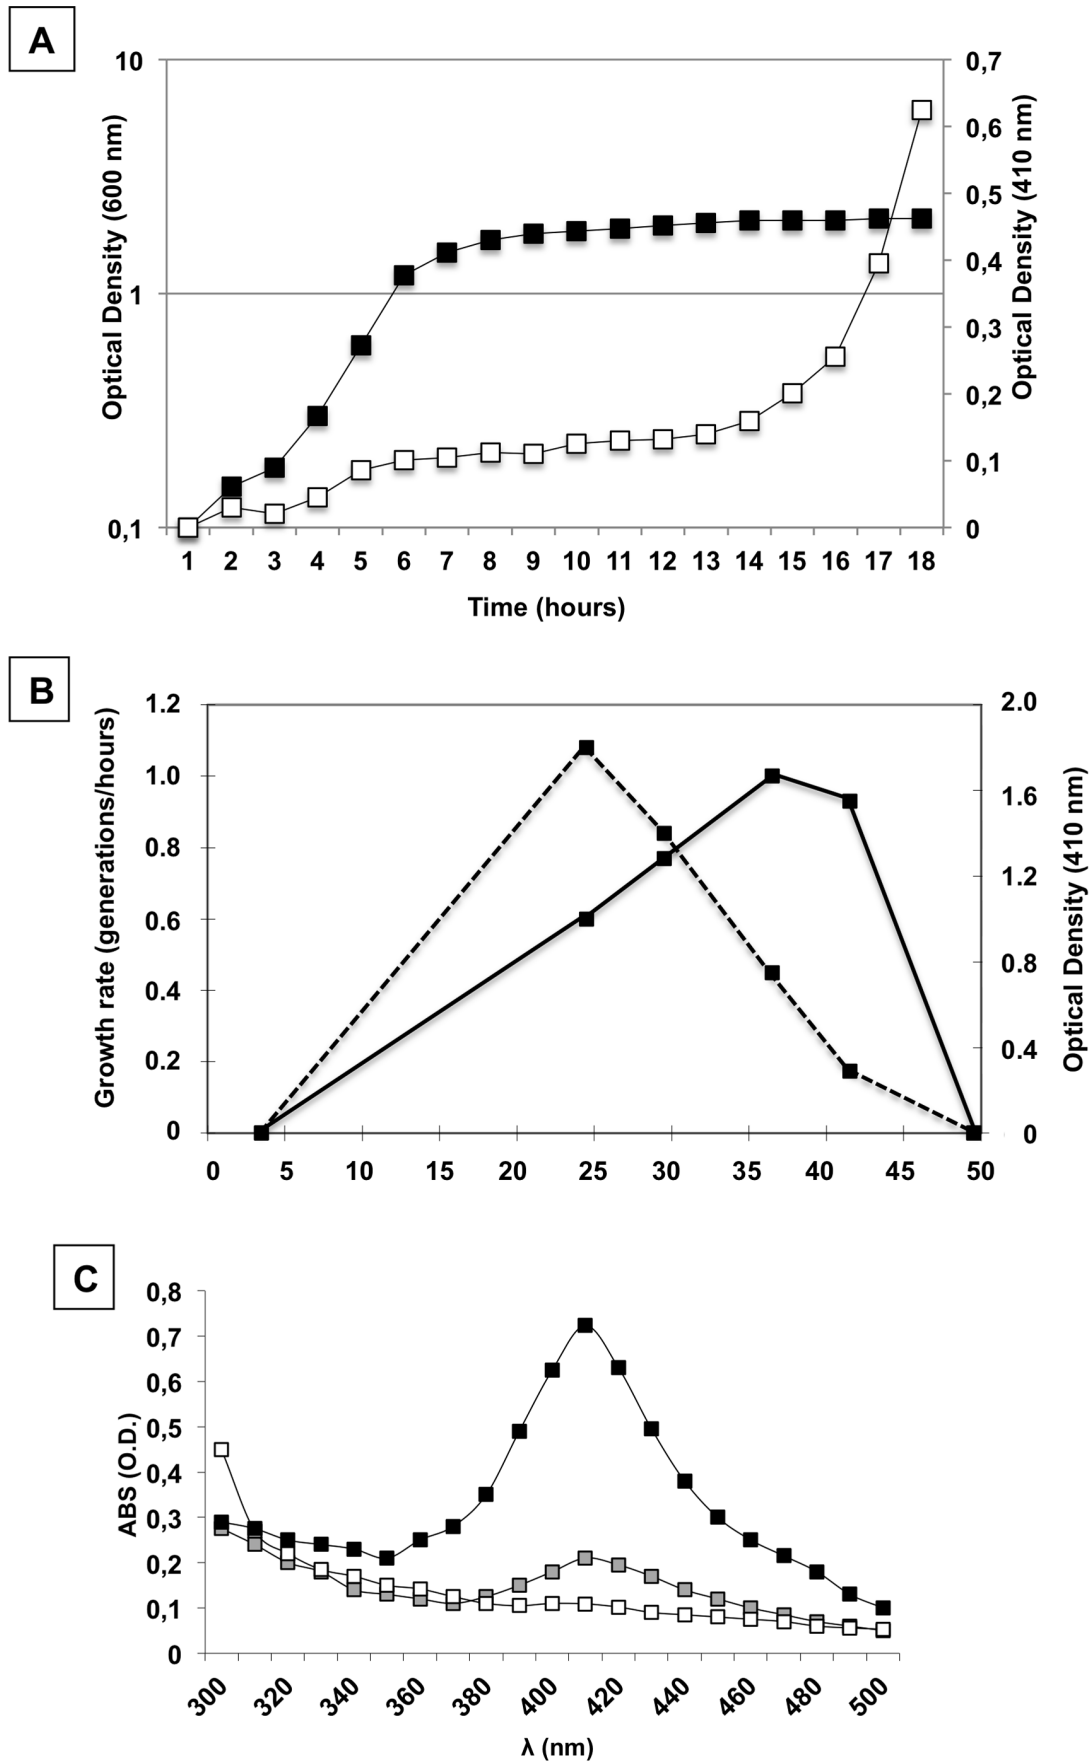 A
Optical Density (600 nm)
10
1
0,1
0,7
0,6
0,5
0,4
0,3
0,2
0,1
0
Optical Density (410 nm)
1 2 3 4 5 6 7 8 9 10 11 12 13 14 15 16 17 18
Time (hours)
B
Growth rate (generations/hours)
1.2
1.0
0.8
0.6
0.4
0.2
0
2.0
1.6
1.2
0.8
0.4
0
Optical Density (410 nm)
0 5 10 15 20 25 30 35 40 45 50
C
ABS (O.D.)
0,8
0,7
0,6
0,5
0,4
0,3
0,2
0,1
0
300 320 340 360 380 400 420 440 460 480 500
λ (nm)